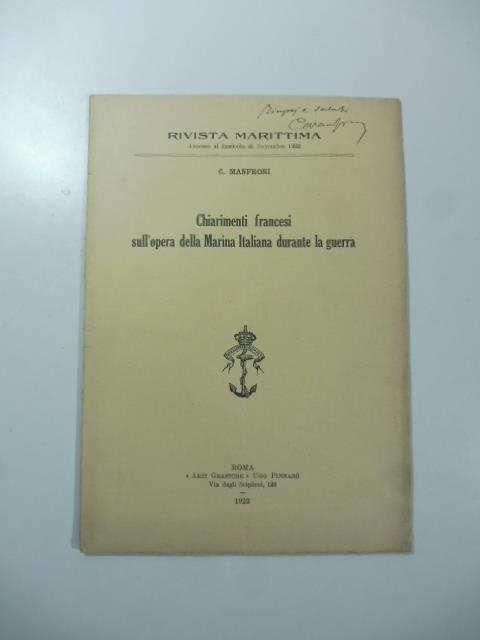 RIVISTA MARITTIMA
Annesso al fascicolo di Novembre 1922
C. MANFRONI
Chiarimenti francesi
sull'opera della Marina Italiana durante la guerra
ROMA
« ARTI GRAFICHE » UGO PINNARÒ
Via degli Scipioni, 128
1922